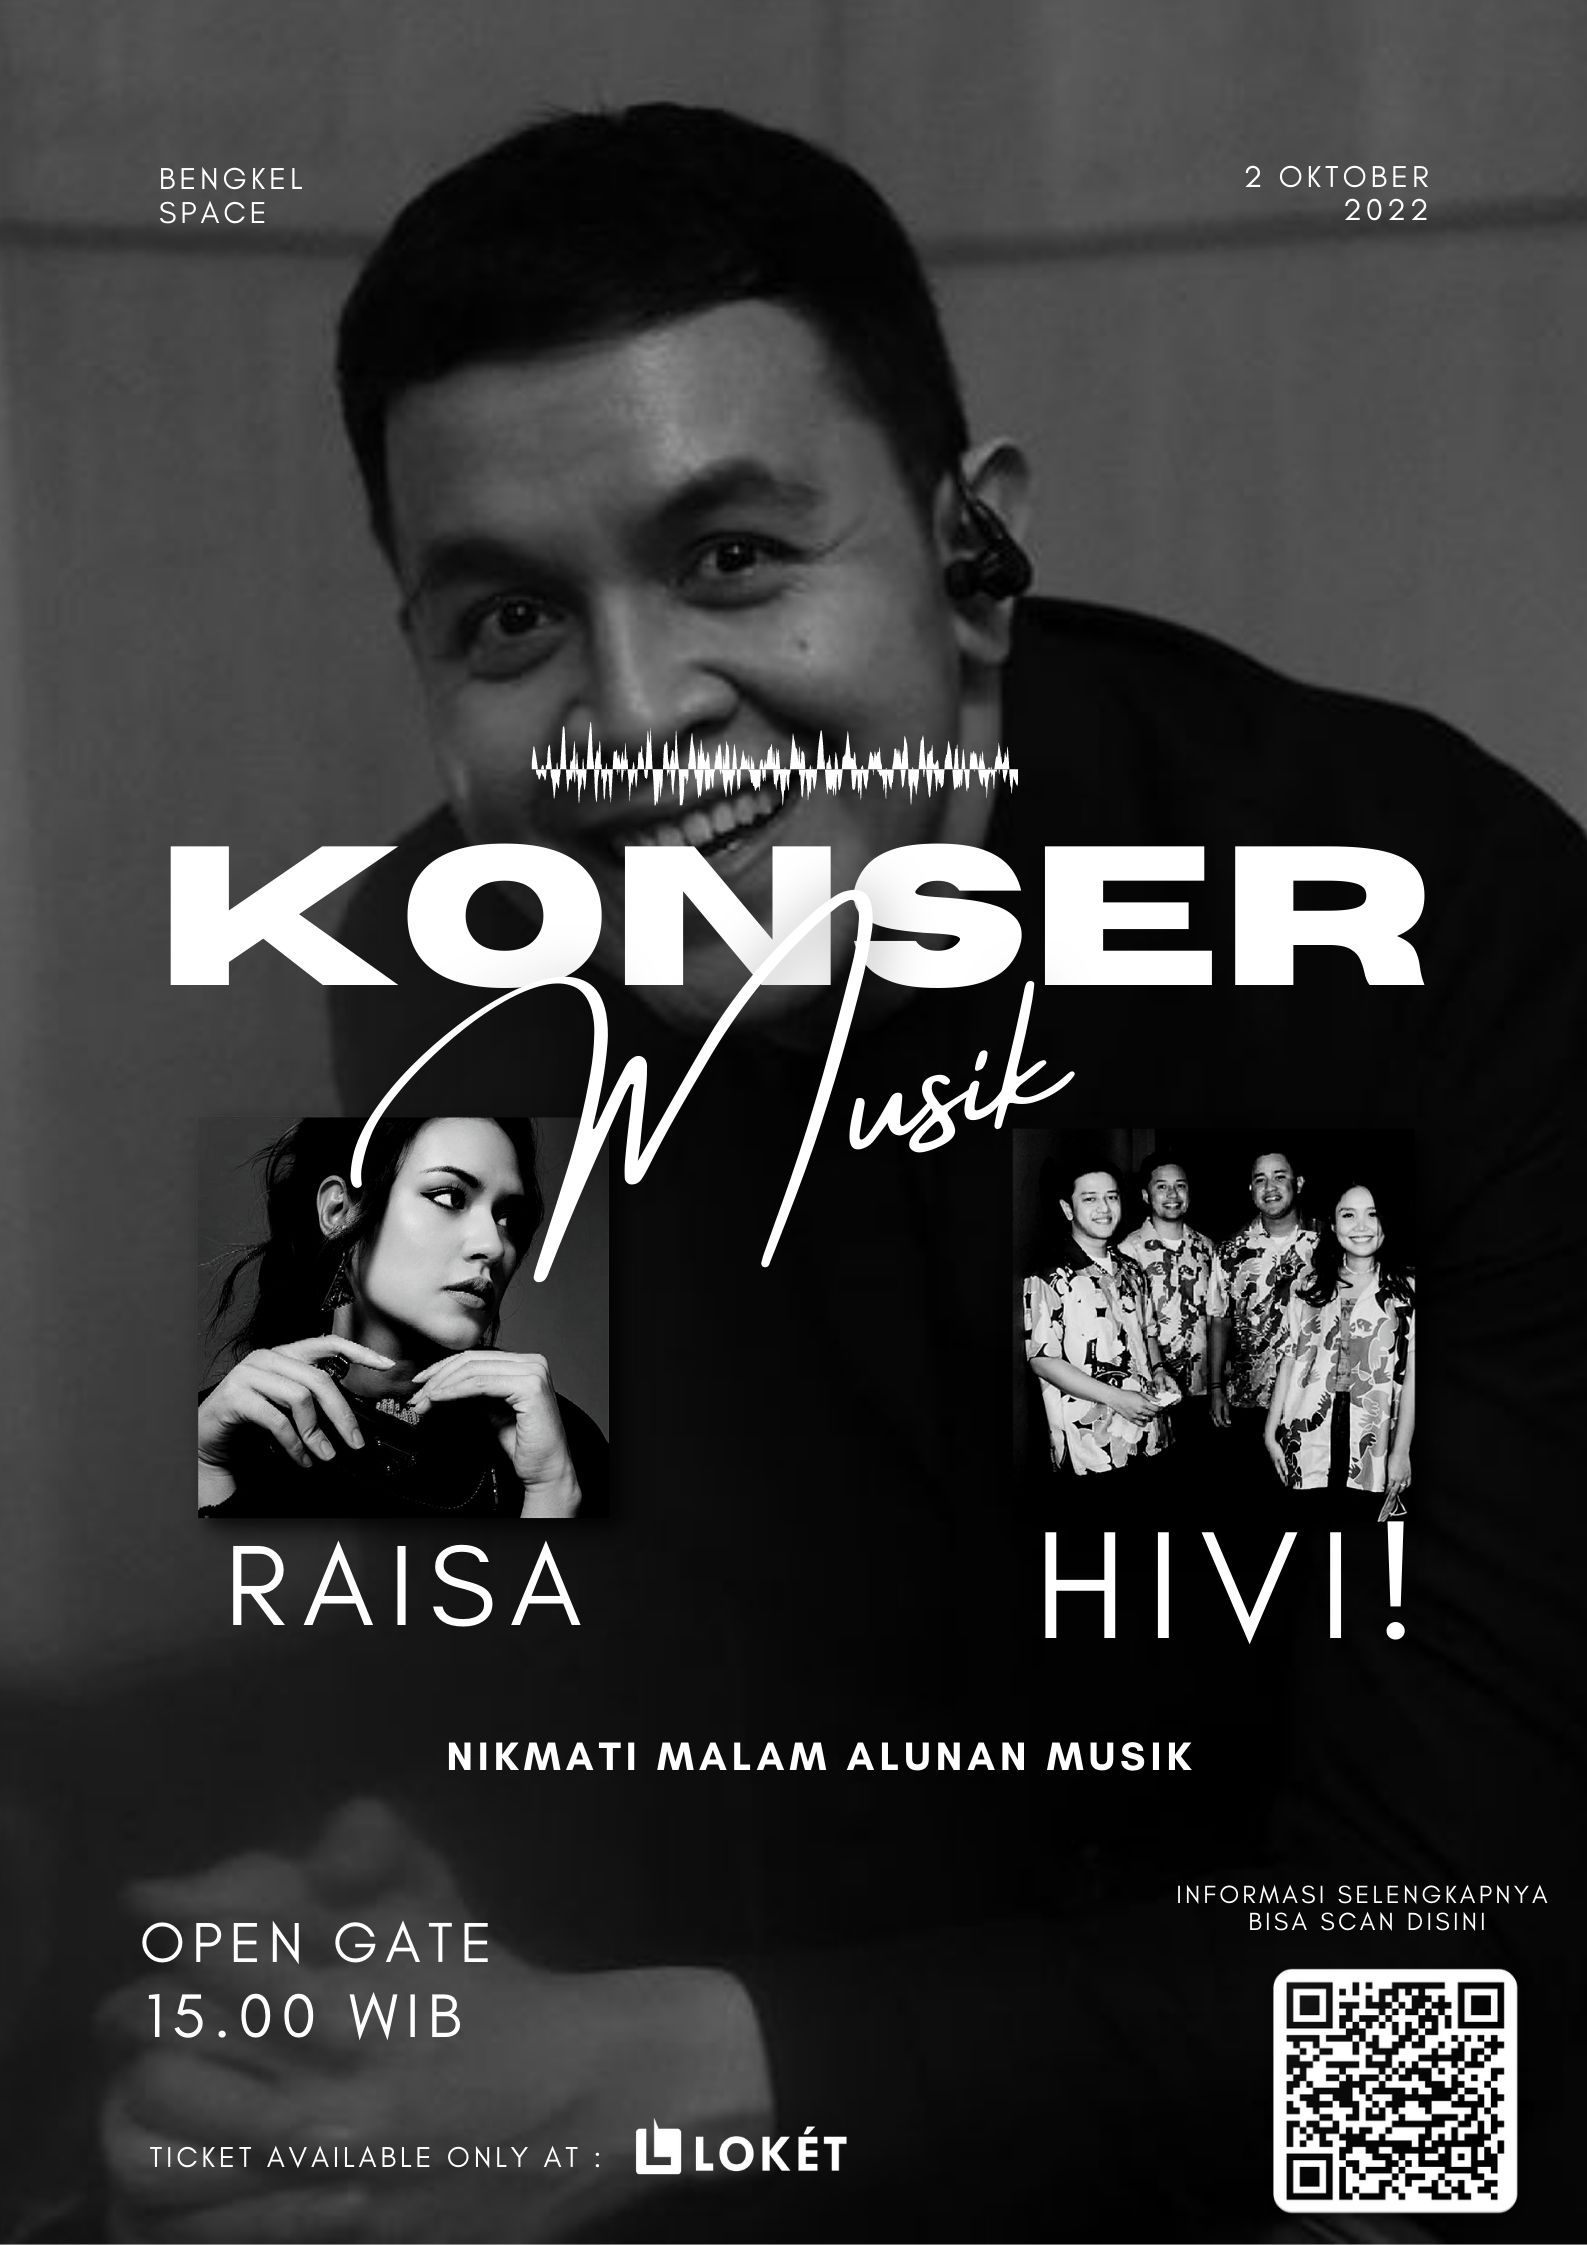 BENGKEL
SPACE
2 OKTOBER
2022
KONSER
Musik
RAISA
HIVI!
NIKMATI MALAM ALUNAN MUSIK
INFORMASI SELENGKAPNYA
BISA SCAN DISINI
OPEN GATE
15.00 WIB
TICKET AVAILABLE ONLY AT :
LOKÉT